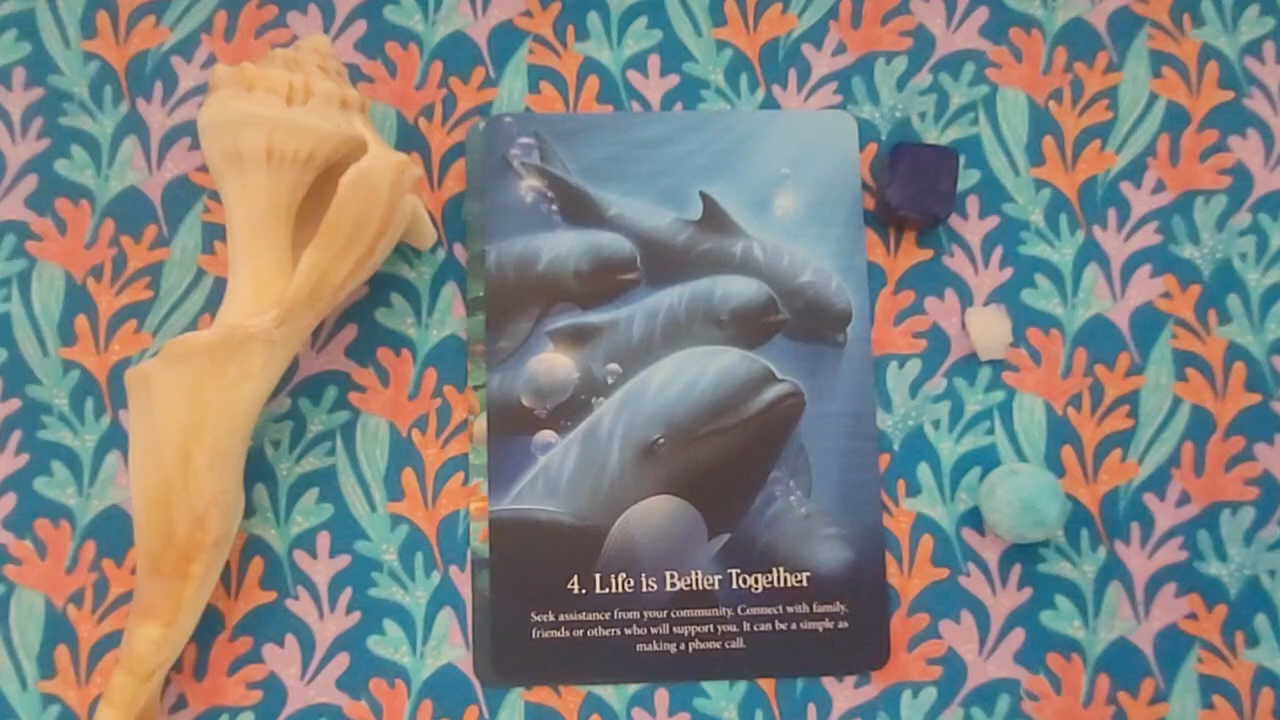 4. Life is Better Together
Seek assistance from your community. Connect with family,
friends or others who will support you. It can be a simple as
making a phone call.